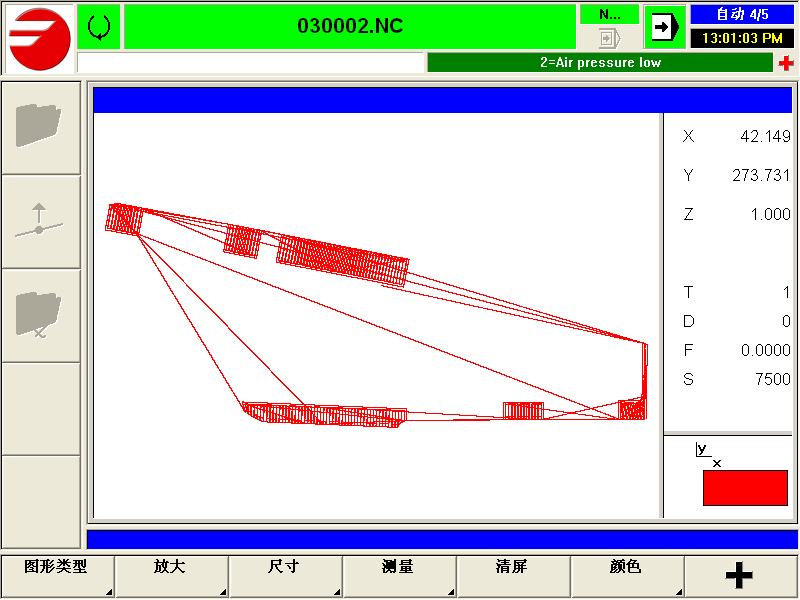 030002.NC
N...
自动 4/5
13:01:03 PM
2=Air pressure low
X 42.149
Y 273.731
Z 1.000
T 1
D 0
F 0.0000
S 7500
y
x
图形类型 放大 尺寸 测量 清屏 颜色